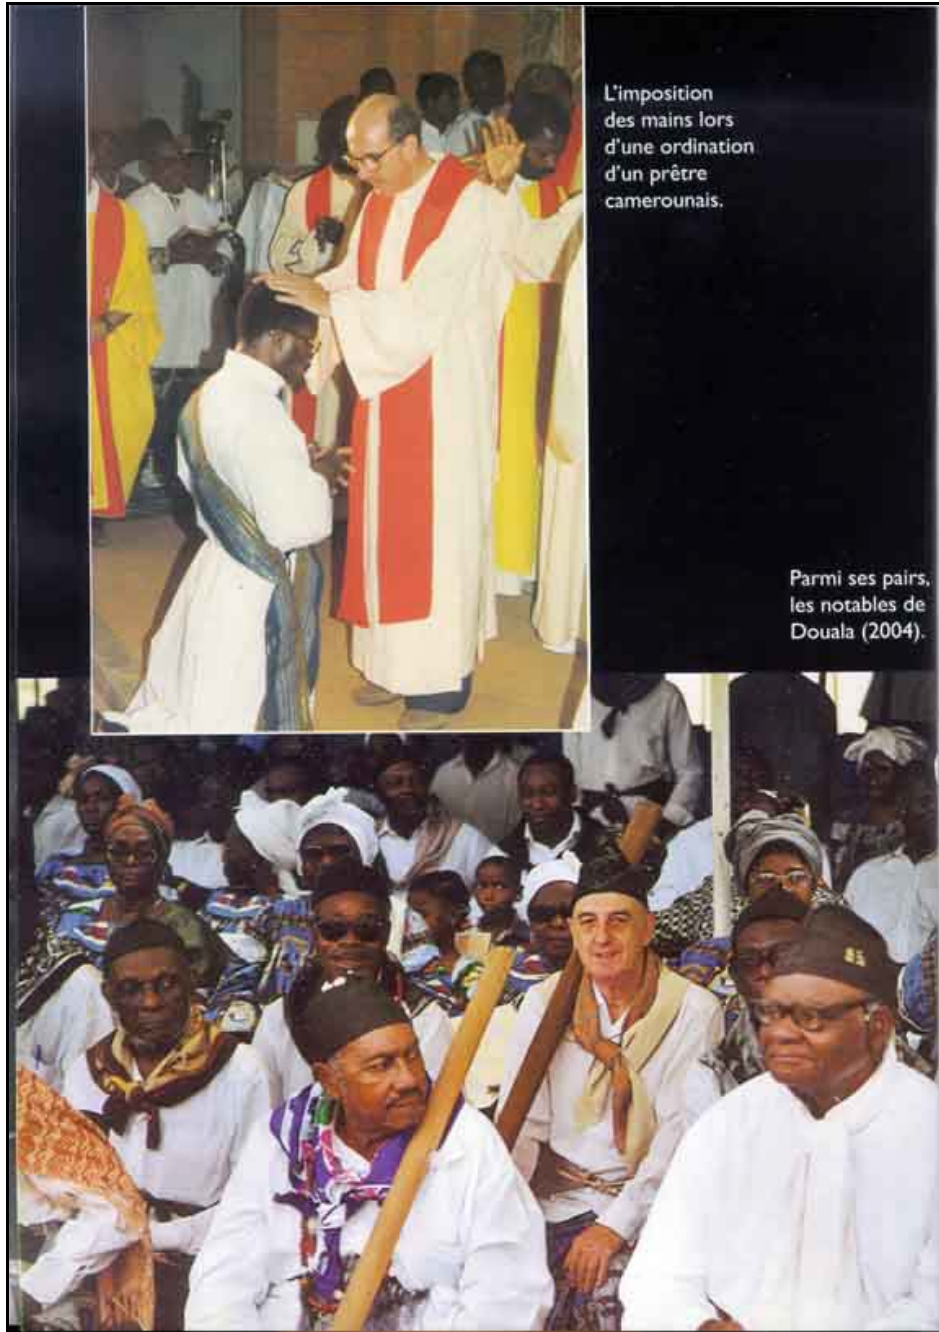 L'imposition
des mains lors
d'une ordination
d'un prêtre
camerounais.
Parmi ses pairs,
les notables de
Douala (2004).